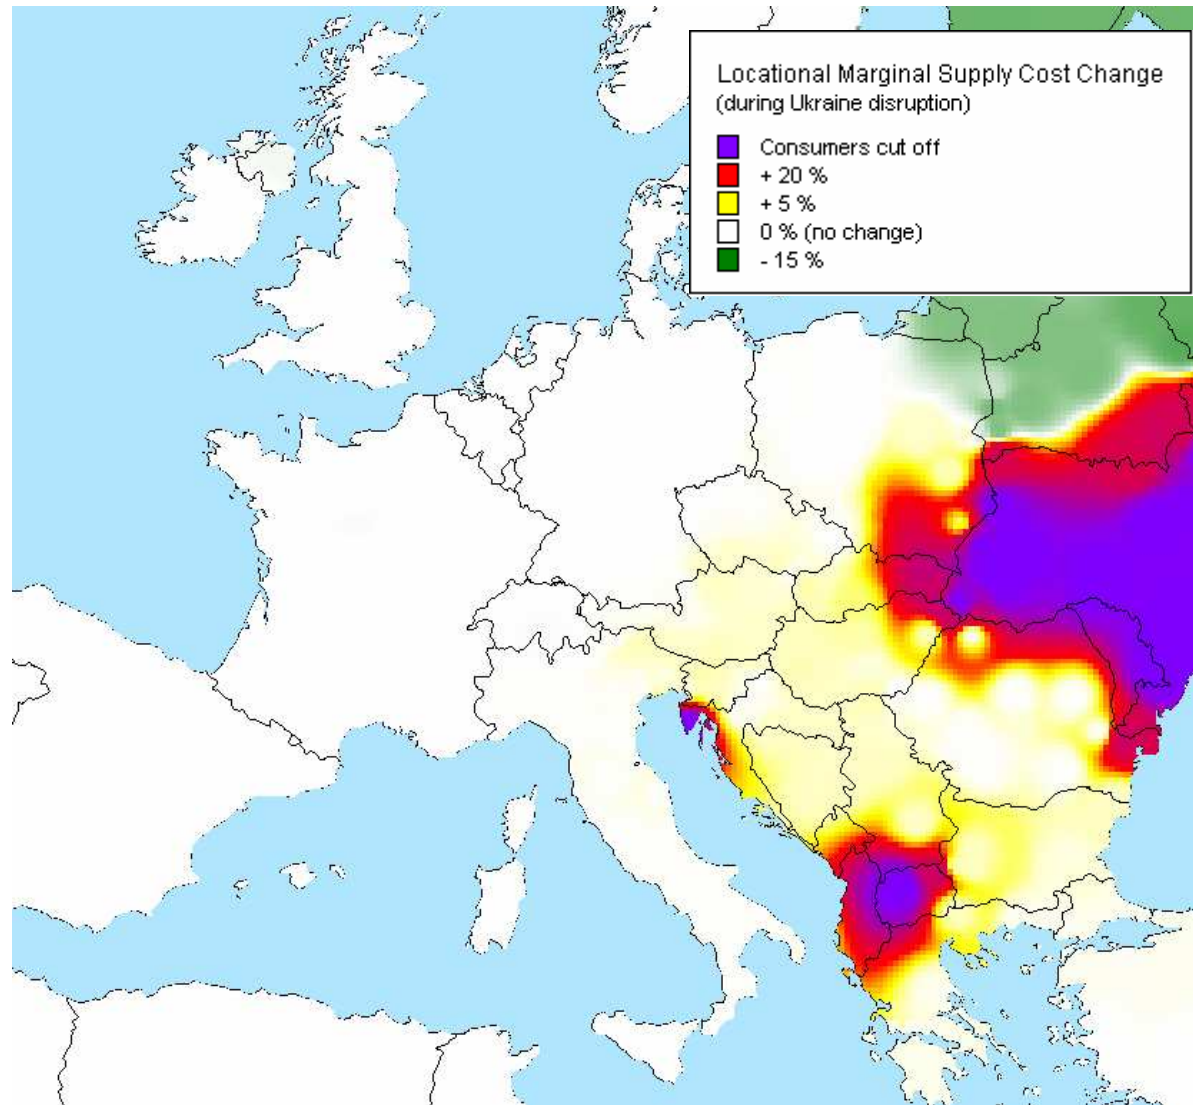 Locational Marginal Supply Cost Change
(during Ukraine disruption)
Consumers cut off
+ 20 %
+ 5 %
0 % (no change)
- 15 %